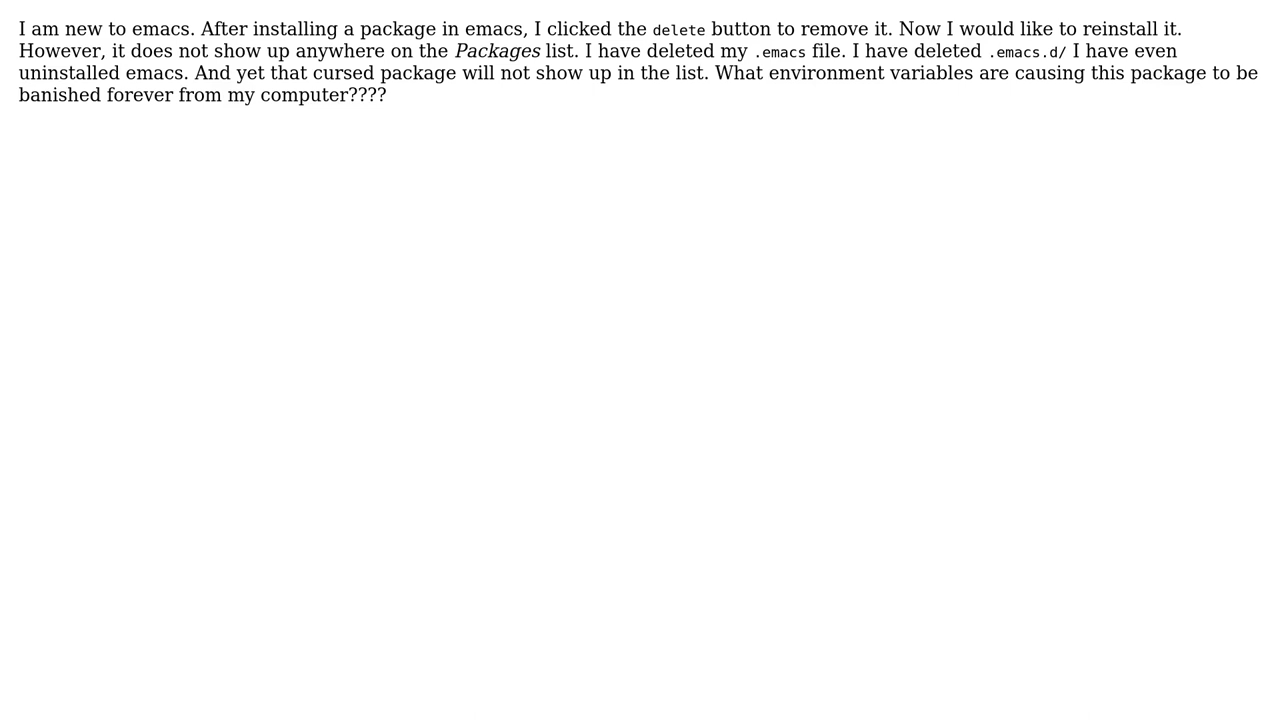 I am new to emacs. After installing a package in emacs, I clicked the delete button to remove it. Now I would like to reinstall it.
However, it does not show up anywhere on the Packages list. I have deleted my .emacs file. I have deleted .emacs.d/ I have even
uninstalled emacs. And yet that cursed package will not show up in the list. What environment variables are causing this package to be
banished forever from my computer????